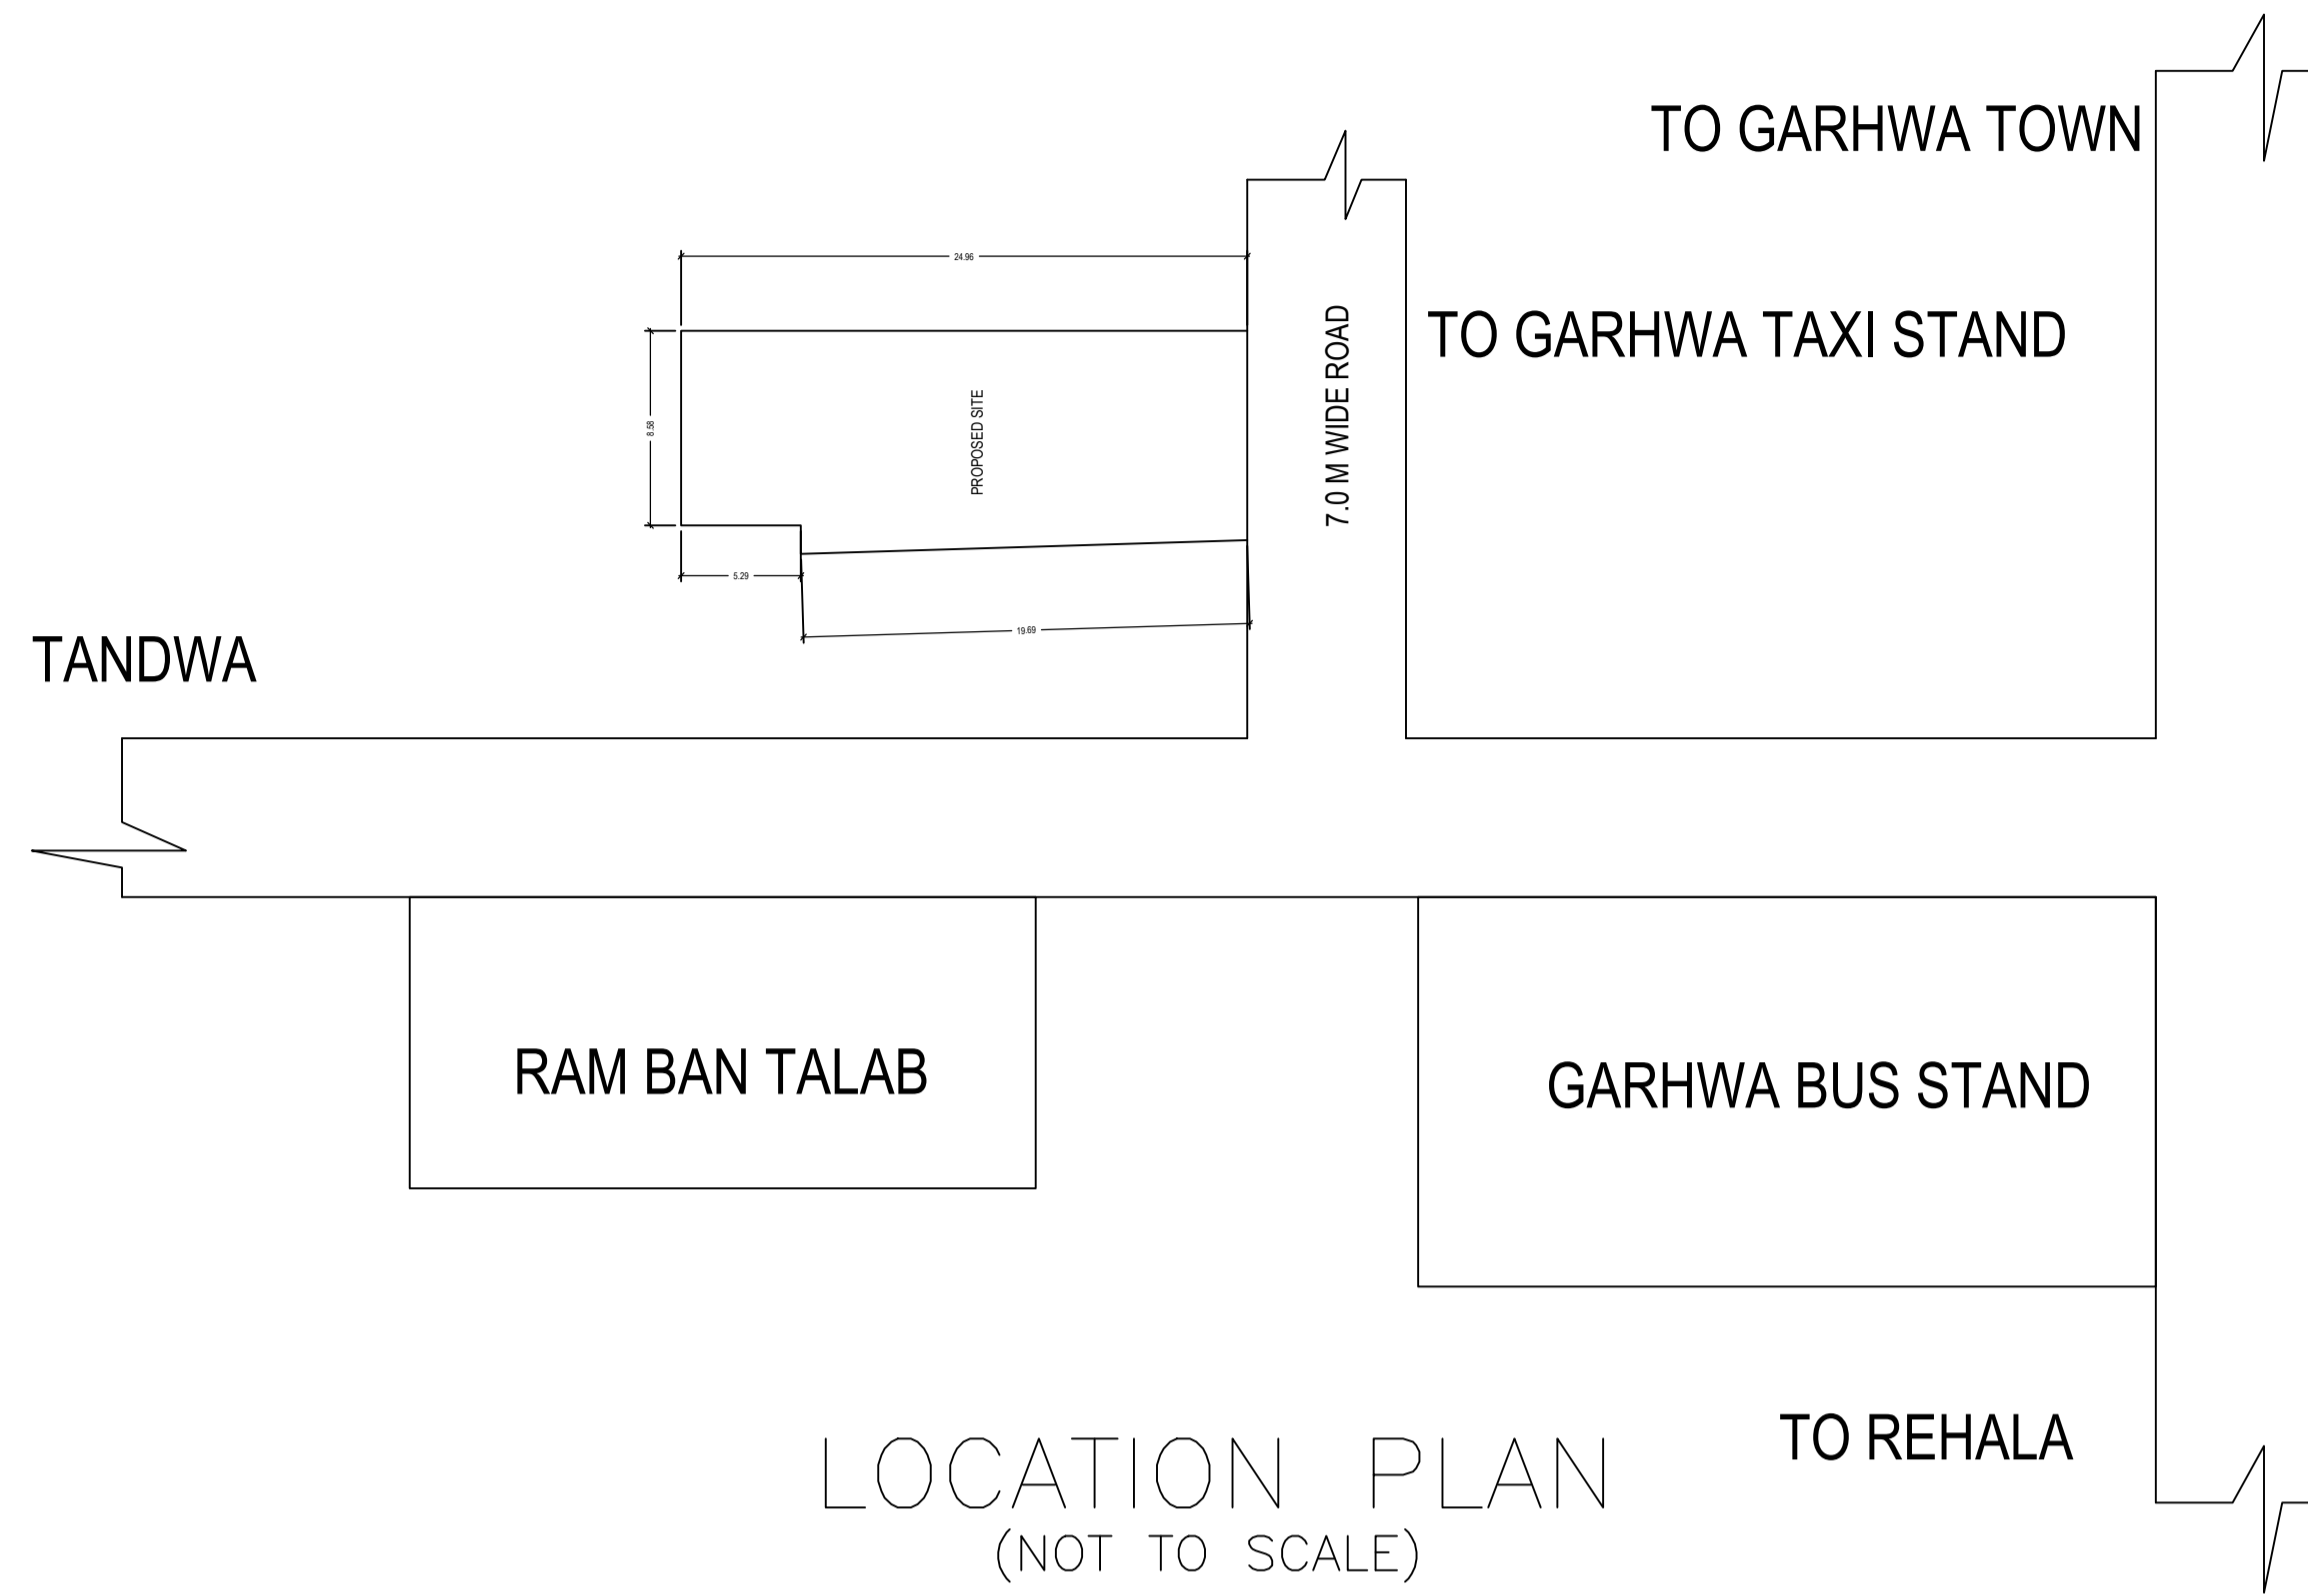 TO GARHWA TOWN
24.96
TO GARHWA TAXI STAND
7.0 M WIDE ROAD
8.58
PROPOSED SITE
5.29
19.69
TANDWA
RAM BAN TALAB
GARHWA BUS STAND
TO REHALA
LOCATION PLAN
(NOT TO SCALE)